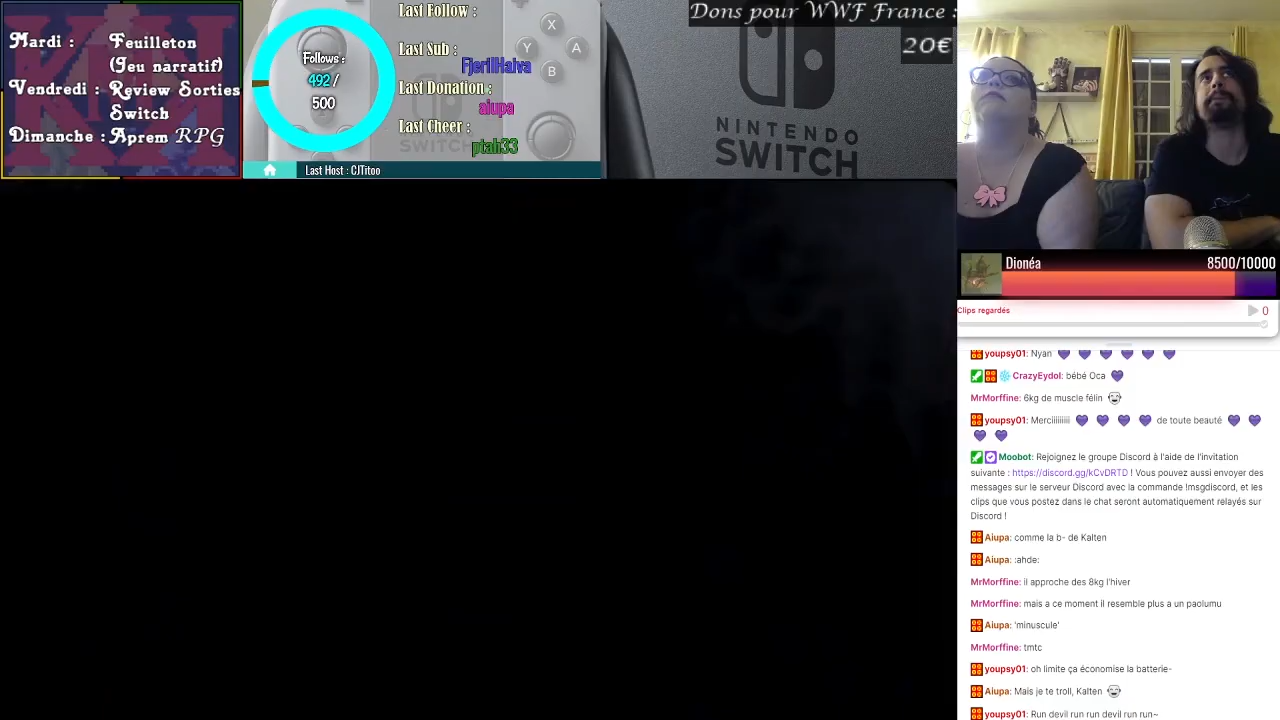 Mardi : Feuilleton
(Jeu narratif)
Vendredi : Review Sorties
Switch
Dimanche : Aprem RPG
Follows :
492 /
500
Last Follow :
Last Sub :
FjerilHalva
Last Donation :
aiupa
Last Cheer :
ptah33
Last Host : CJTitoo
X
Y
A
B
SWITCH
NINTENDO
SWITCH
Dons pour WWF France :
20€
Dionéa 8500/10000
Clips regardés 0
youpsy01: Nyan
CrazyEydol: bébé Oca
MrMorffine: 6kg de muscle félin
youpsy01: Merciiiiiiiii de toute beauté
Moobot: Rejoignez le groupe Discord à l'aide de l'invitation
suivante : https://discord.gg/kCvDRTD ! Vous pouvez aussi envoyer des
messages sur le serveur Discord avec la commande !msgdiscord, et les
clips que vous postez dans le chat seront automatiquement relayés sur
Discord !
Aiupa: comme la b- de Kalten
Aiupa: :ahde:
MrMorffine: il approche des 8kg l'hiver
MrMorffine: mais a ce moment il resemble plus a un paolumu
Aiupa: 'minuscule'
MrMorffine: tmtc
youpsy01: oh limite ça économise la batterie-
Aiupa: Mais je te troll, Kalten
youpsy01: Run devil run run devil run run~